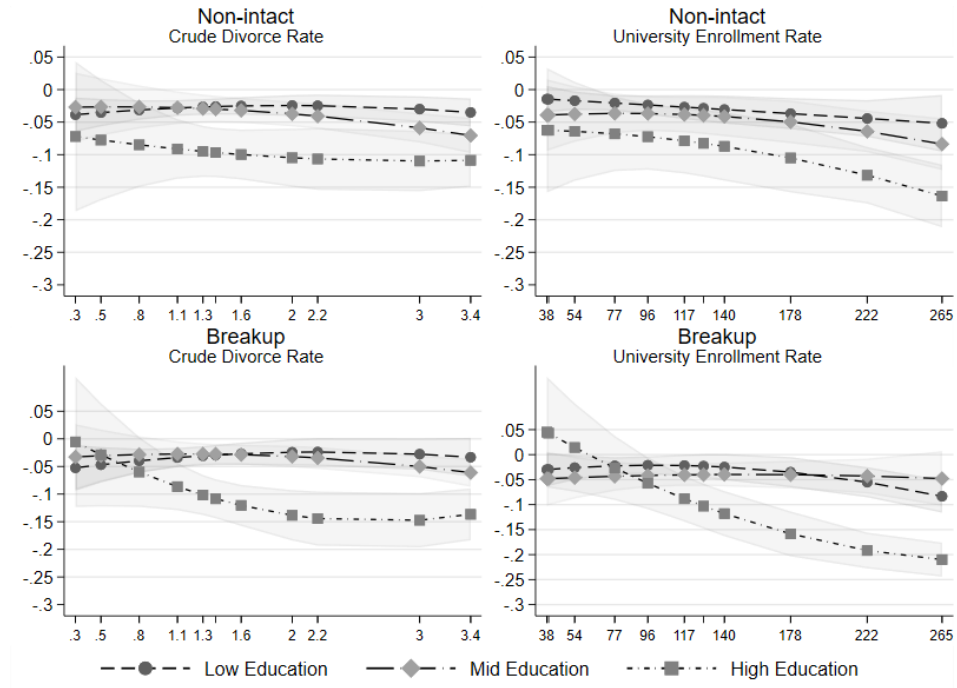 Non-intact
Crude Divorce Rate
.05
0
-.05
-.1
-.15
-.2
-.25
-.3
.3 .5 .8 1.1 1.3 1.6 2 2.2 3 3.4
Non-intact
University Enrollment Rate
.05
0
-.05
-.1
-.15
-.2
-.25
-.3
38 54 77 96 117 140 178 222 265
Breakup
Crude Divorce Rate
.05
0
-.05
-.1
-.15
-.2
-.25
-.3
.3 .5 .8 1.1 1.3 1.6 2 2.2 3 3.4
Breakup
University Enrollment Rate
.05
0
-.05
-.1
-.15
-.2
-.25
-.3
38 54 77 96 117 140 178 222 265
Low Education Mid Education High Education